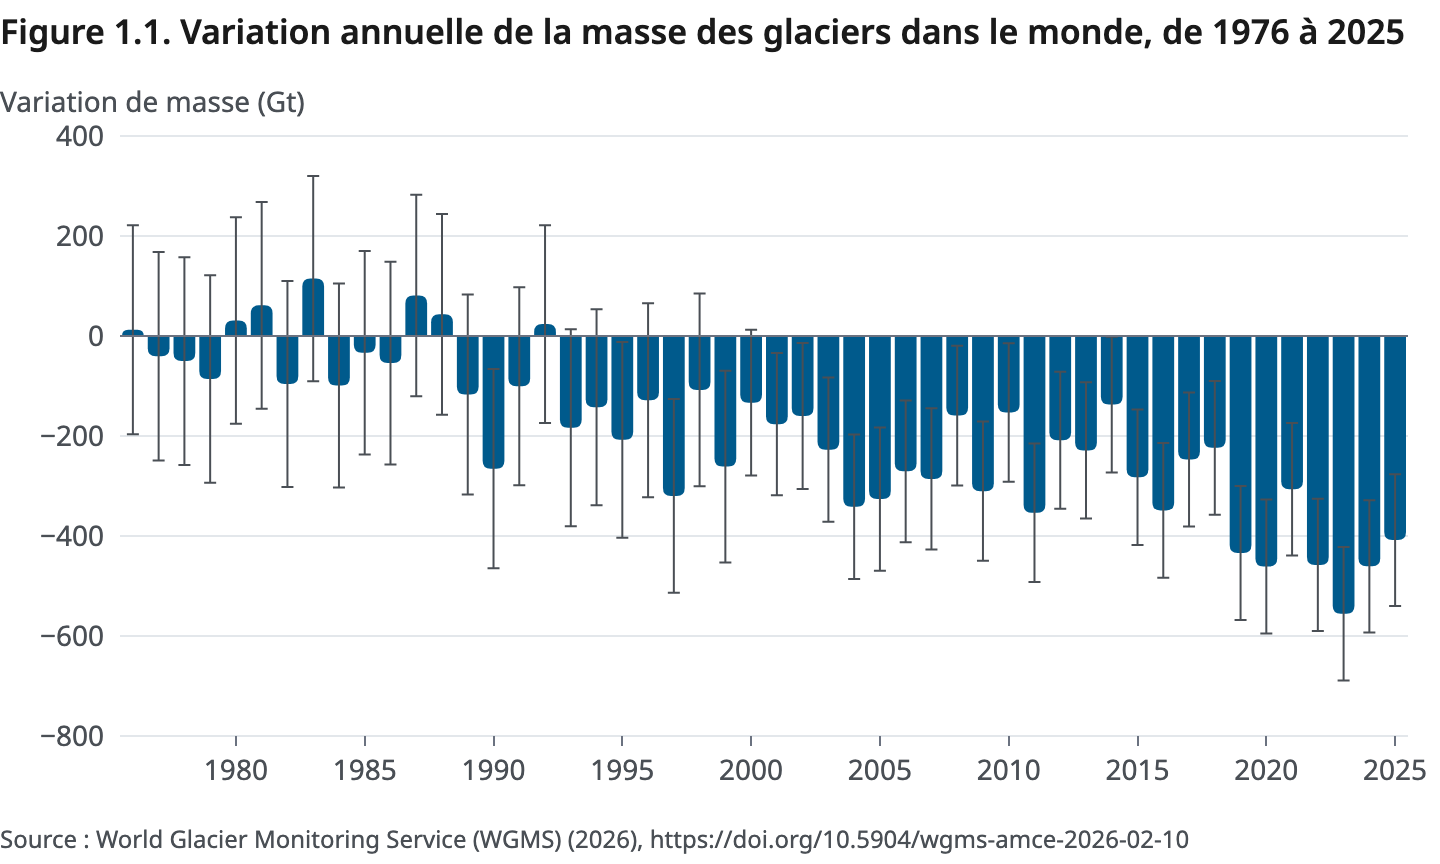 Figure 1.1. Variation annuelle de la masse des glaciers dans le monde, de 1976 à 2025
Variation de masse (Gt)
400
200
0
−200
−400
−600
−800
1980 1985 1990 1995 2000 2005 2010 2015 2020 2025
Source : World Glacier Monitoring Service (WGMS) (2026), https://doi.org/10.5904/wgms-amce-2026-02-10